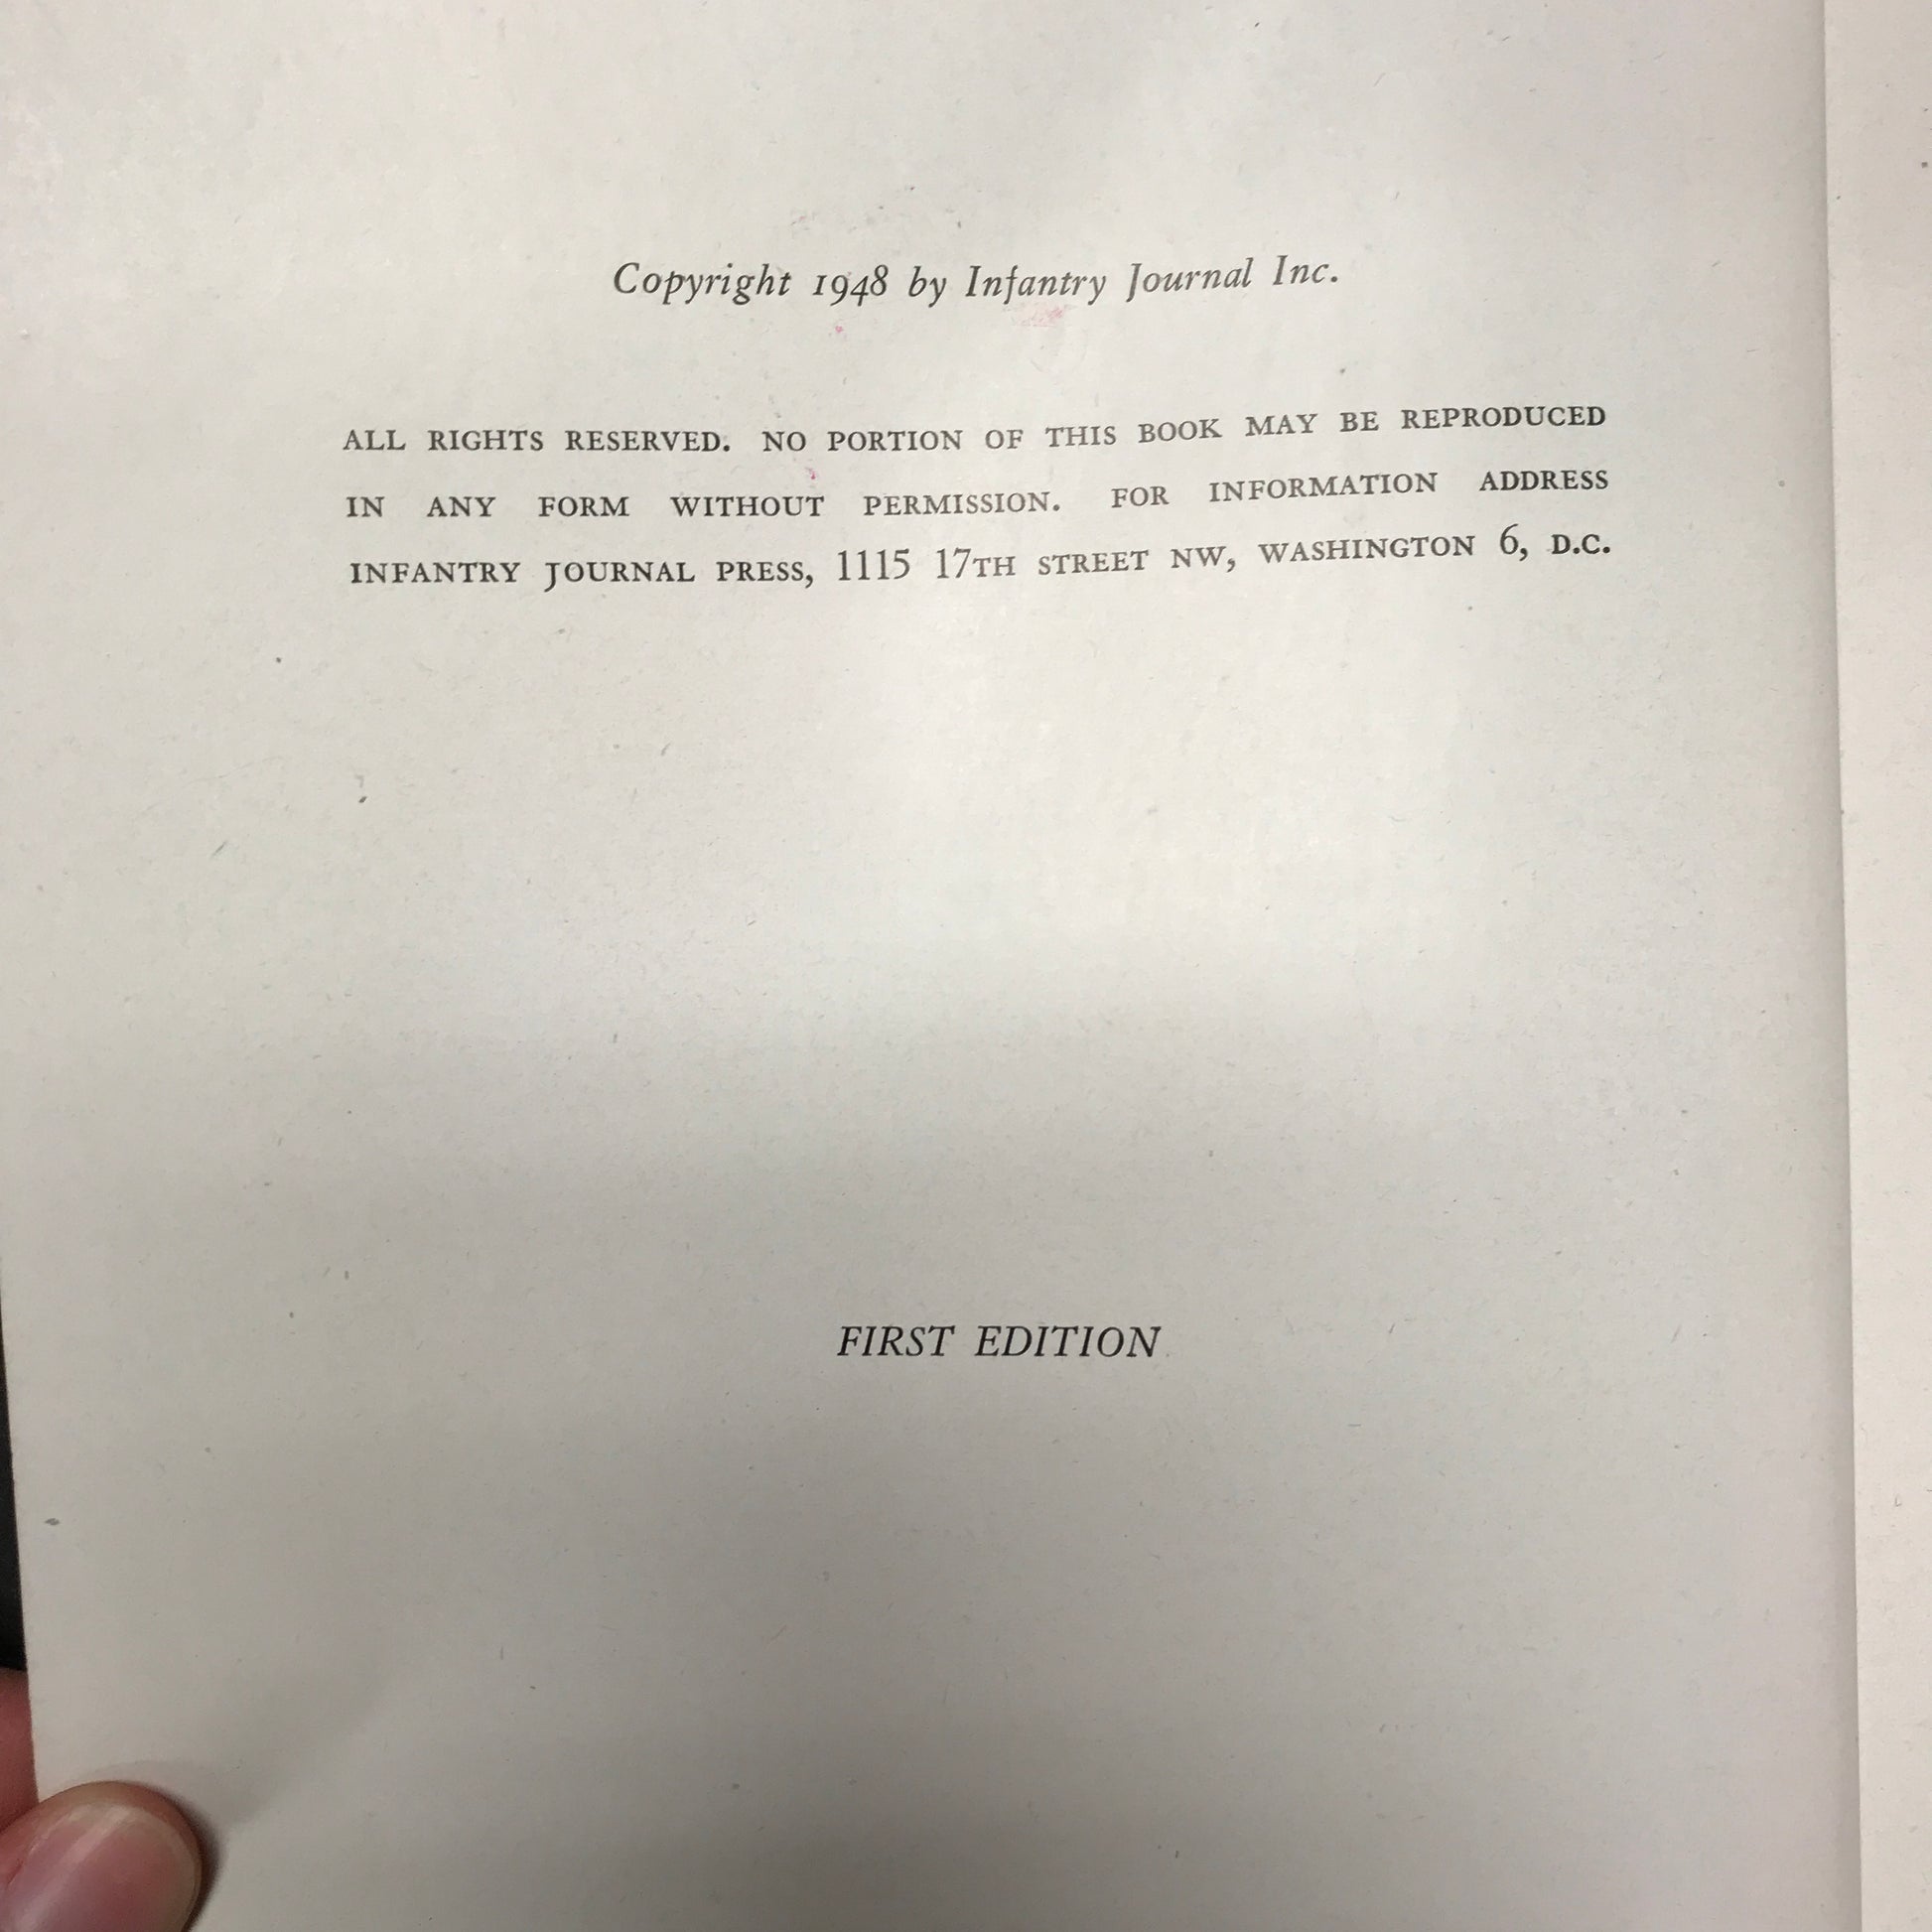 Copyright 1948 by Infantry Journal Inc.
ALL RIGHTS RESERVED. NO PORTION OF THIS BOOK MAY BE REPRODUCED
IN ANY FORM WITHOUT PERMISSION. FOR INFORMATION ADDRESS
INFANTRY JOURNAL PRESS, 1115 17TH STREET NW, WASHINGTON 6, D.C.
FIRST EDITION